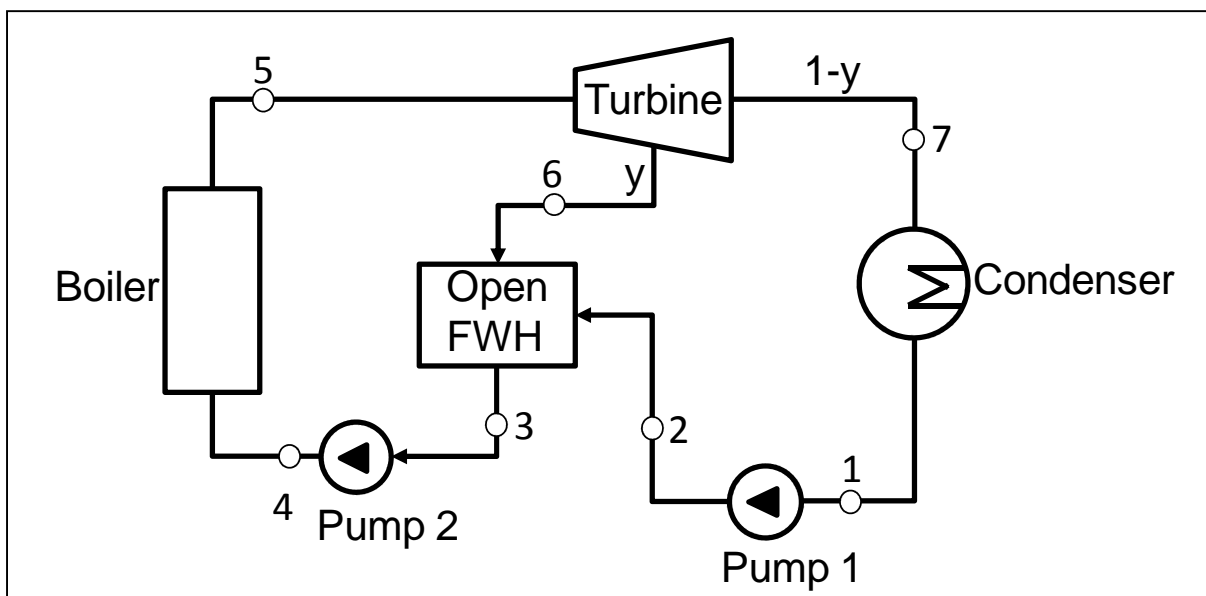 5
Turbine
1-y
7
6
y
Boiler
Open
FWH
Condenser
3
2
1
4
Pump 2
Pump 1